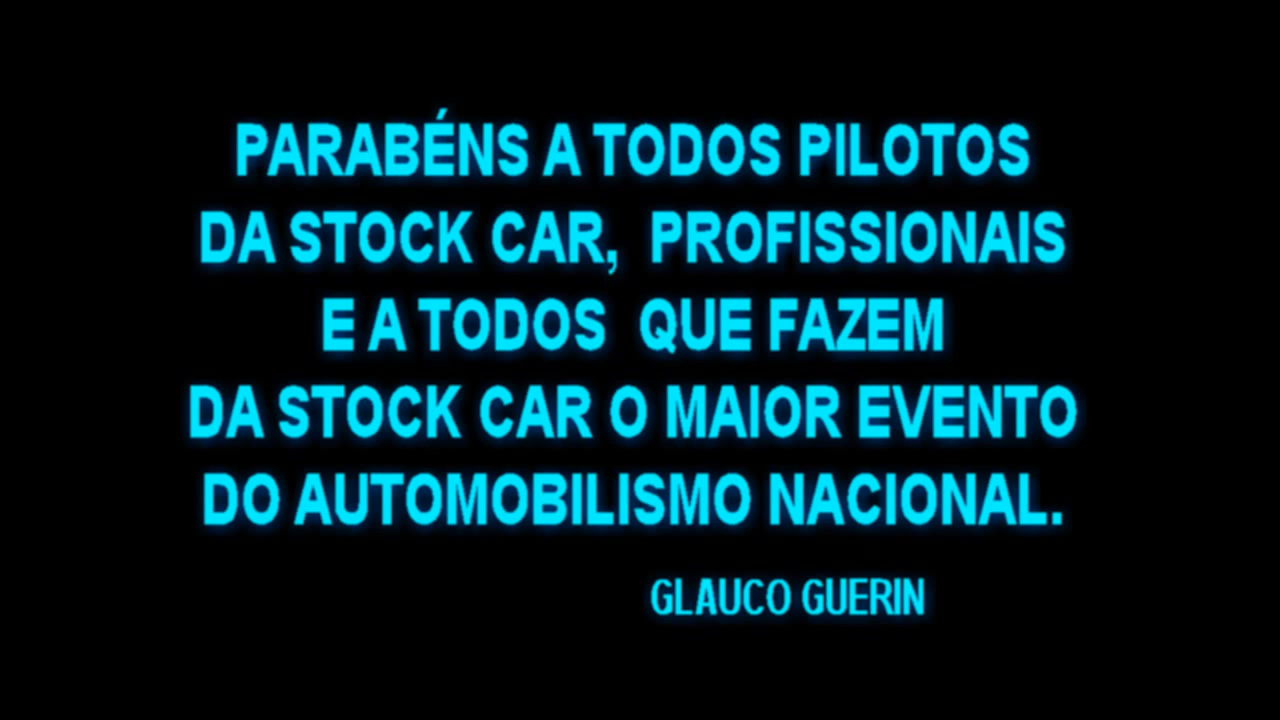 PARABÉNS A TODOS PILOTOS
DA STOCK CAR, PROFISSIONAIS
E A TODOS QUE FAZEM
DA STOCK CAR O MAIOR EVENTO
DO AUTOMOBILISMO NACIONAL.
GLAUCO GUERIN